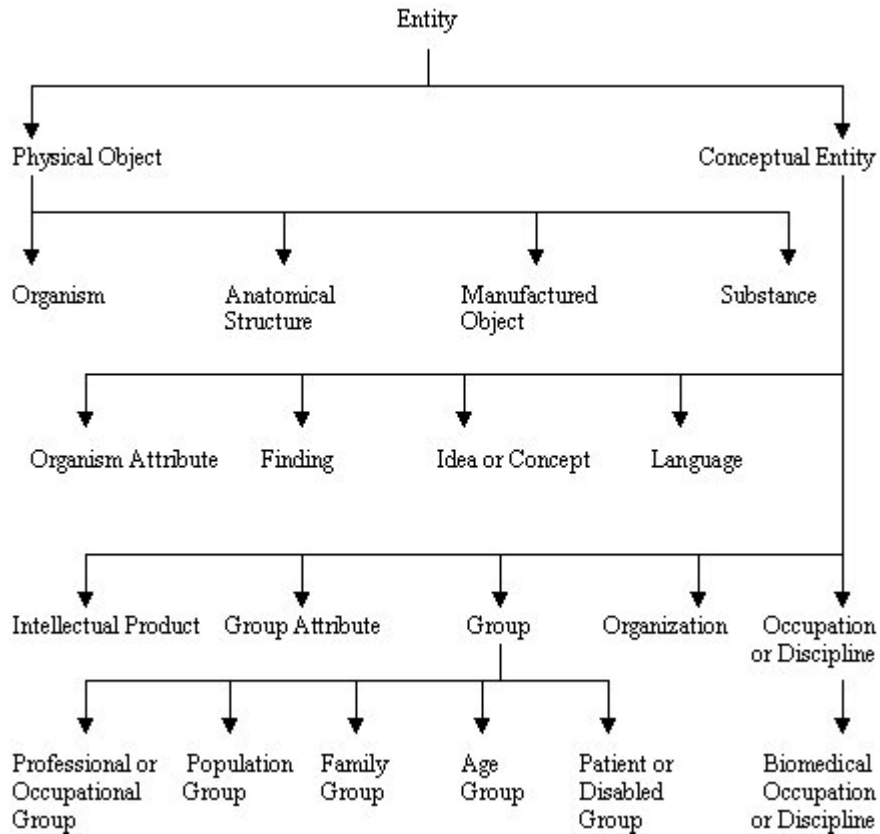 Entity
Physical Object
Conceptual Entity
Organism
Anatomical
Structure
Manufactured
Object
Substance
Organism Attribute
Finding
Idea or Concept
Language
Intellectual Product
Group Attribute
Group
Organization
Occupation
or Discipline
Professional or
Occupational
Group
Population
Group
Family
Group
Age
Group
Patient or
Disabled
Group
Biomedical
Occupation
or Discipline